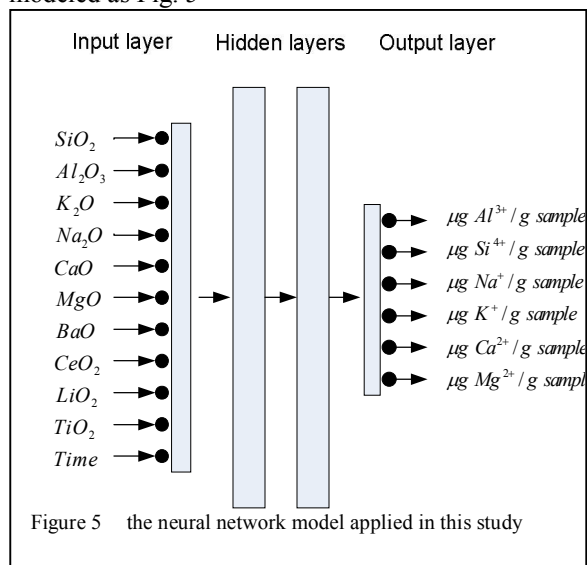 modeled as Fig. 5
Input layer Hidden layers Output layer
SiO₂
Al₂O₃
K₂O
Na₂O
CaO
MgO
BaO
CeO₂
LiO₂
TiO₂
Time
μg Al³⁺/ g sample
μg Si⁴⁺/ g sample
μg Na⁺/ g sample
μg K⁺/ g sample
μg Ca²⁺/ g sample
μg Mg²⁺/ g sampl
Figure 5 the neural network model applied in this study